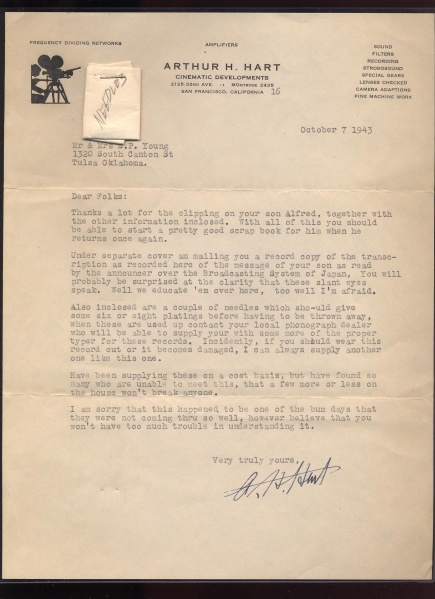 FREQUENCY DIVIDING NETWORKS
AMPLIFIERS
ARTHUR H. HART
CINEMATIC DEVELOPMENTS
2125 32ND AVE. :: MONTROSE 2425
SAN FRANCISCO, CALIFORNIA 16
SOUND
FILTERS
RECORDING
STROBOSOUND
SPECIAL GEARS
LENSES CHECKED
CAMERA ADAPTIONS
FINE MACHINE WORK
NEEDLES
October 7 1943
Mr & Mrs .P. Young
1320 South Canton St
Tulsa Oklahoma.
Dear Folks:
Thanks a lot for the clipping on your son Alfred, together with
the other information inclosed. With all of this you should
be able to start a pretty good scrap book for him when he
returns once again.
Under separate cover am mailing you a record copy of the transc-
ription as recorded here of the message of your son as read
by the announcer over the Broadcasting System of Japan, You will
probably be surprised at the clarity that these slant eyes
speak. Well we educate 'en over here, too well I'm afraid.
Also inclosed are a couple of needles which sho-uld give
some six or eight platings before having to be thrown away,
when these are used up contact your local phonograph dealer
who will be able to supply your with some more of the proper
typer for these records. Incidently, if you should wear this
record out or it becomes damaged, I can always supply another
one like this one.
Have been supplying these on a cost basis, but have found so
many who are unable to meet this, that a few more or less on
the house won't break anyone.
I am sorry that this happened to be one of the bum days that
they were not coming thru so well, however believe that you
won't have too much trouble in understanding it.
Very truly yours,
A. H. Hart